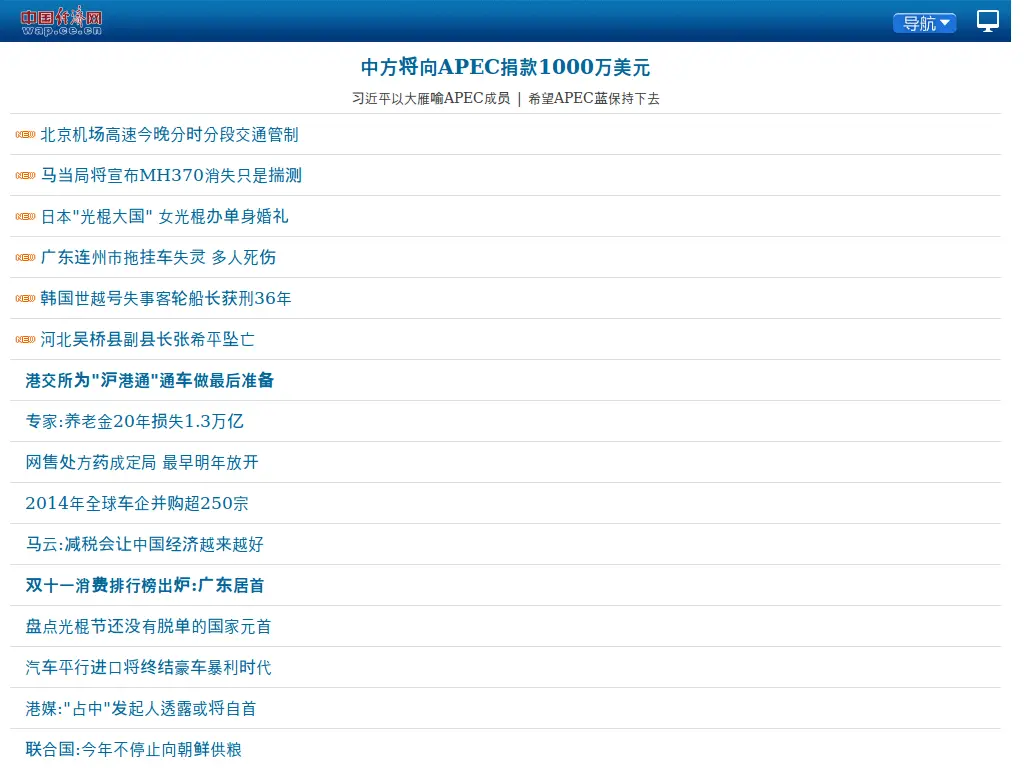 中国经济网
wap.ce.cn
导航
中方将向APEC捐款1000万美元
习近平以大雁喻APEC成员 | 希望APEC蓝保持下去
北京机场高速今晚分时分段交通管制
马当局将宣布MH370消失只是揣测
日本"光棍大国" 女光棍办单身婚礼
广东连州市拖挂车失灵 多人死伤
韩国世越号失事客轮船长获刑36年
河北吴桥县副县长张希平坠亡
港交所为"沪港通"通车做最后准备
专家:养老金20年损失1.3万亿
网售处方药成定局 最早明年放开
2014年全球车企并购超250宗
马云:减税会让中国经济越来越好
双十一消费排行榜出炉:广东居首
盘点光棍节还没有脱单的国家元首
汽车平行进口将终结豪车暴利时代
港媒:"占中"发起人透露或将自首
联合国:今年不停止向朝鲜供粮